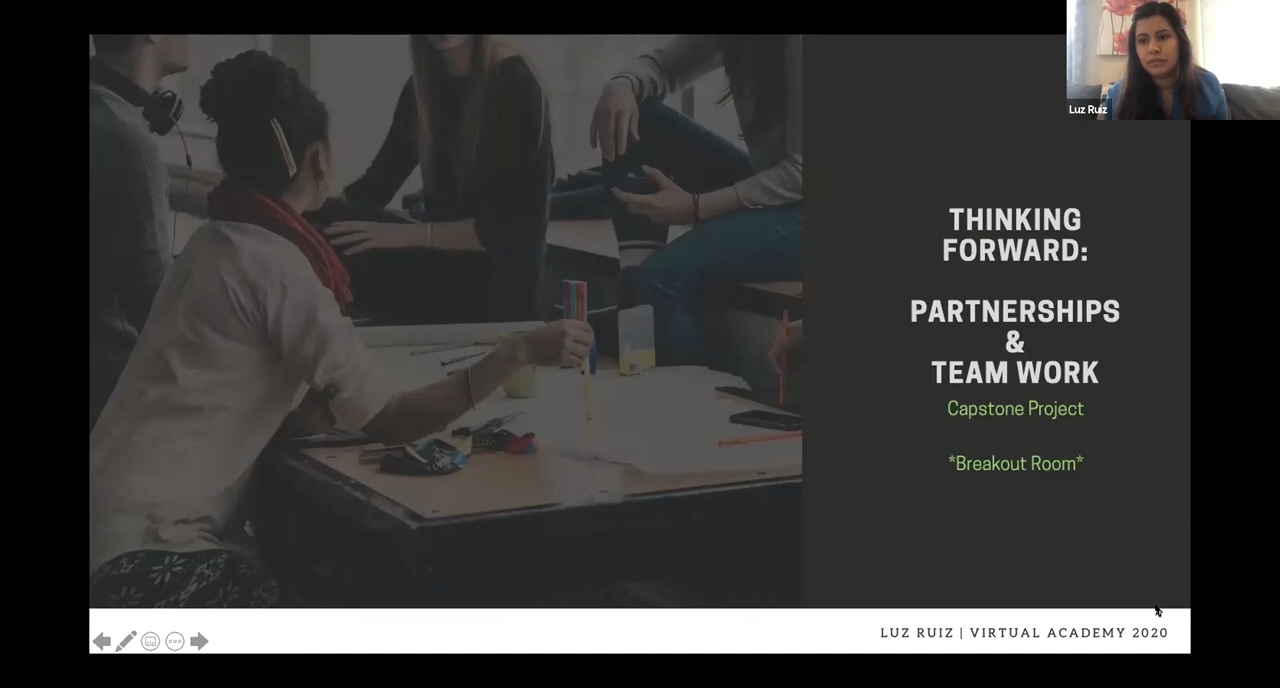 Luz Ruiz
THINKING
FORWARD:
PARTNERSHIPS
&
TEAM WORK
Capstone Project
*Breakout Room*
LUZ RUIZ | VIRTUAL ACADEMY 2020